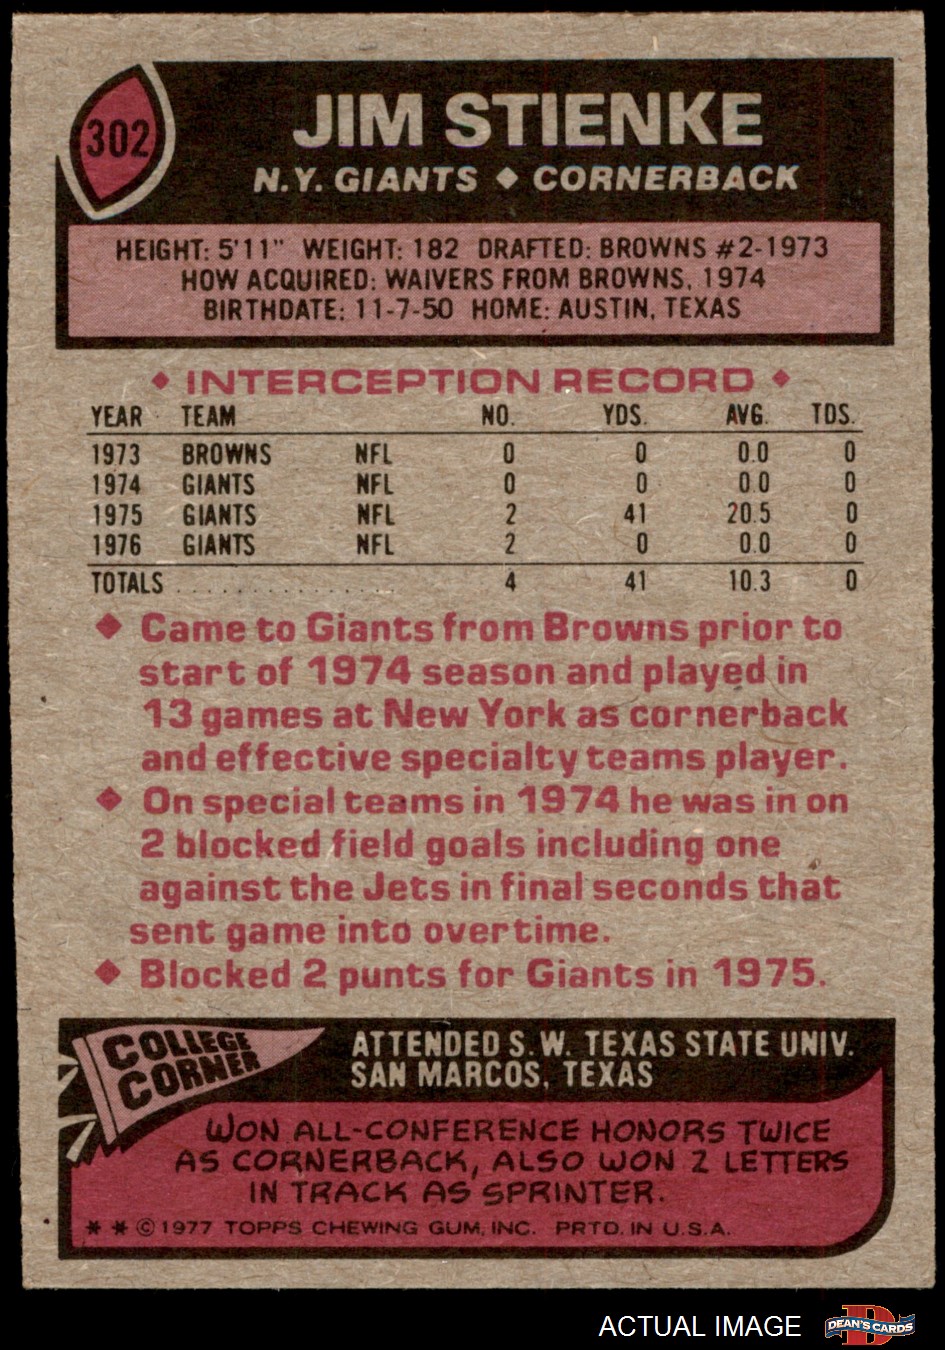 302
JIM STIENKE
N.Y. GIANTS ◆ CORNERBACK
HEIGHT: 5'11" WEIGHT: 182 DRAFTED: BROWNS #2-1973
HOW ACQUIRED: WAIVERS FROM BROWNS, 1974
BIRTHDATE: 11-7-50 HOME: AUSTIN, TEXAS
◆ INTERCEPTION RECORD ◆
YEAR TEAM NO. YDS. AVG. TDS.
1973 BROWNS NFL 0 0 0.0 0
1974 GIANTS NFL 0 0 0.0 0
1975 GIANTS NFL 2 41 20.5 0
1976 GIANTS NFL 2 0 0.0 0
TOTALS . . . . . . . . . . . . . . . . 4 41 10.3 0
◆ Came to Giants from Browns prior to
start of 1974 season and played in
13 games at New York as cornerback
and effective specialty teams player.
◆ On special teams in 1974 he was in on
2 blocked field goals including one
against the Jets in final seconds that
sent game into overtime.
◆ Blocked 2 punts for Giants in 1975.
COLLEGE
CORNER
ATTENDED S.W. TEXAS STATE UNIV.
SAN MARCOS, TEXAS
WON ALL-CONFERENCE HONORS TWICE
AS CORNERBACK, ALSO WON 2 LETTERS
IN TRACK AS SPRINTER.
* * © 1977 TOPPS CHEWING GUM, INC. PRTD. IN U.S.A.
ACTUAL IMAGE
D
DEAN'S CARDS